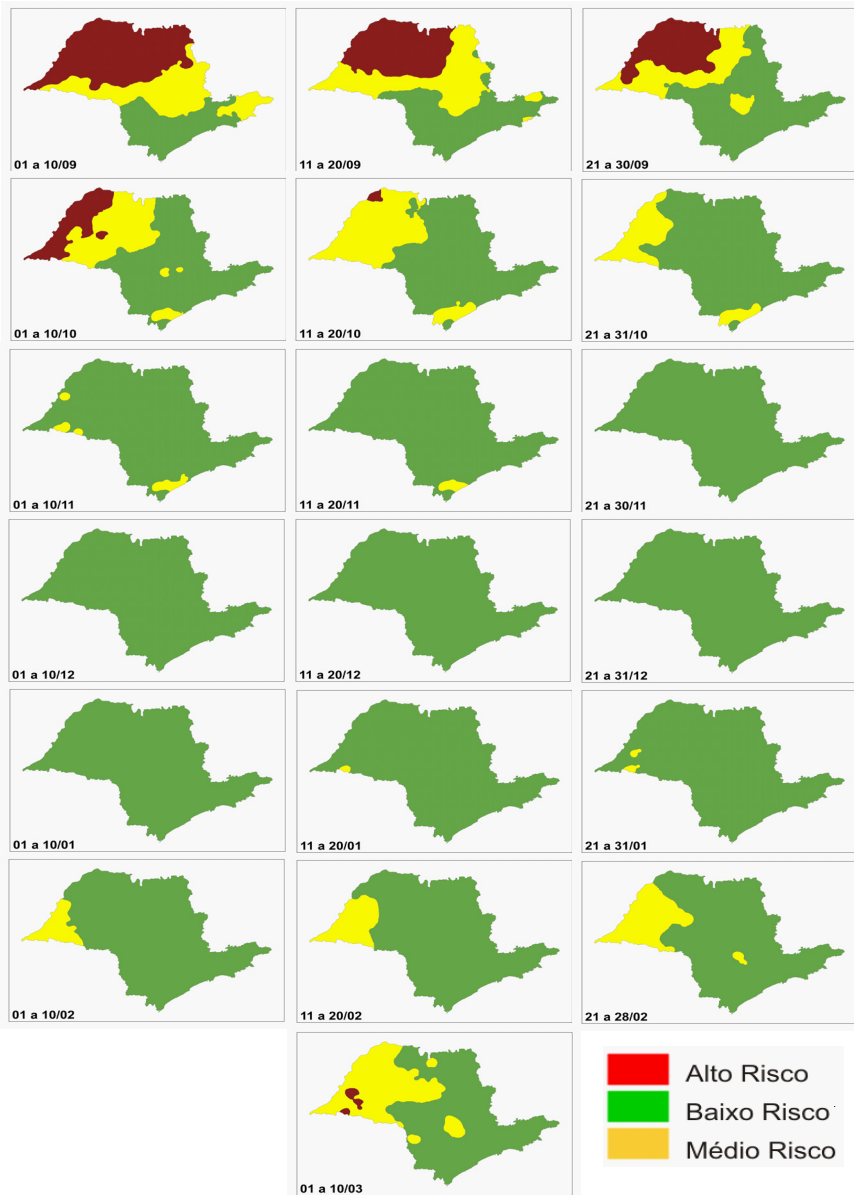 01 a 10/09
11 a 20/09
21 a 30/09
01 a 10/10
11 a 20/10
21 a 31/10
01 a 10/11
11 a 20/11
21 a 30/11
01 a 10/12
11 a 20/12
21 a 31/12
01 a 10/01
11 a 20/01
21 a 31/01
01 a 10/02
11 a 20/02
21 a 28/02
01 a 10/03
Alto Risco
Baixo Risco
Médio Risco